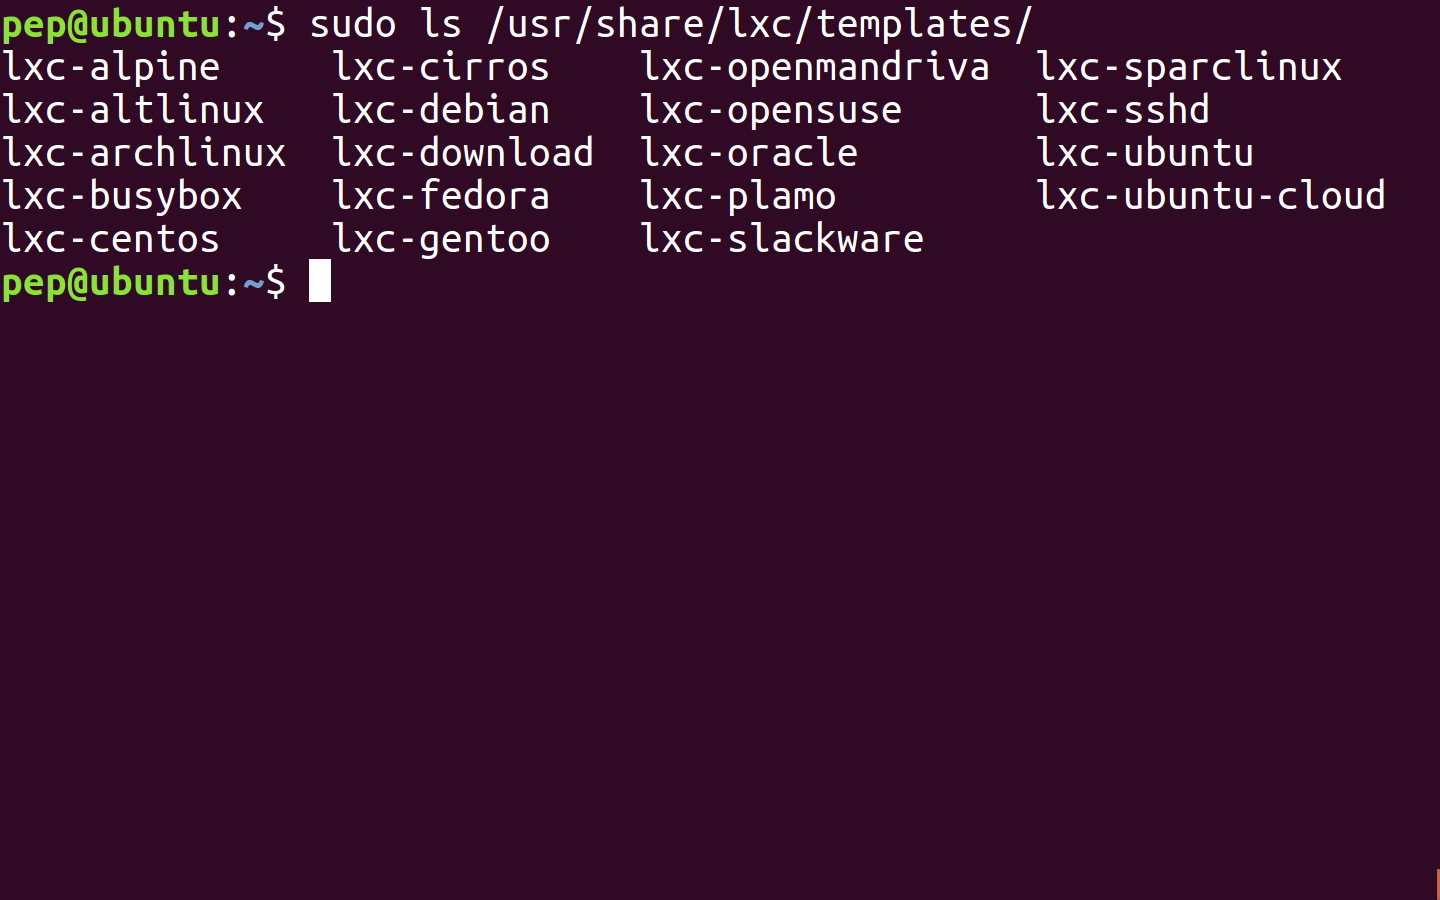 pep@ubuntu:~$ sudo ls /usr/share/lxc/templates/
lxc-alpine     lxc-cirros    lxc-openmandriva  lxc-sparclinux
lxc-altlinux   lxc-debian    lxc-opensuse      lxc-sshd
lxc-archlinux  lxc-download  lxc-oracle        lxc-ubuntu
lxc-busybox    lxc-fedora    lxc-plamo         lxc-ubuntu-cloud
lxc-centos     lxc-gentoo    lxc-slackware
pep@ubuntu:~$